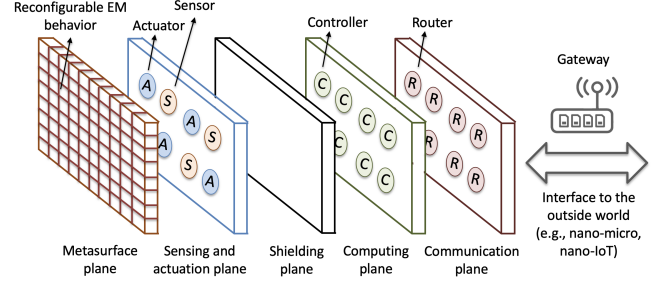 Reconfigurable EM
behavior
Actuator
Sensor
Controller
Router
Gateway
A
S
A
S
A
S
A
C
C
C
C
C
C
C
R
R
R
R
R
R
R
Interface to the
outside world
(e.g., nano-micro,
nano-IoT)
Metasurface
plane
Sensing and
actuation plane
Shielding
plane
Computing
plane
Communication
plane